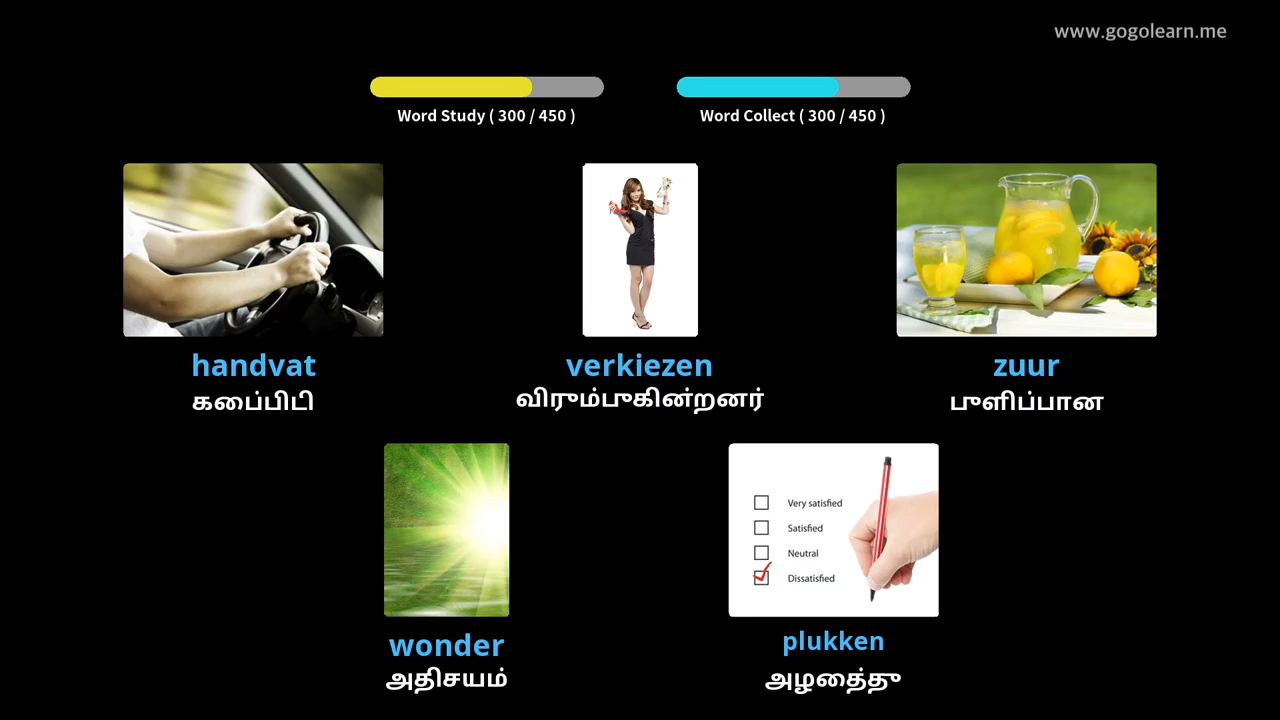 www.gogolearn.me
Word Study ( 300 / 450 )
Word Collect ( 300 / 450 )
handvat
கைப்பிடி
verkiezen
விரும்புகின்றனர்
zuur
புளிப்பான
Very satisfied
Satisfied
Neutral
Dissatisfied
wonder
அதிசயம்
plukken
அழைத்து